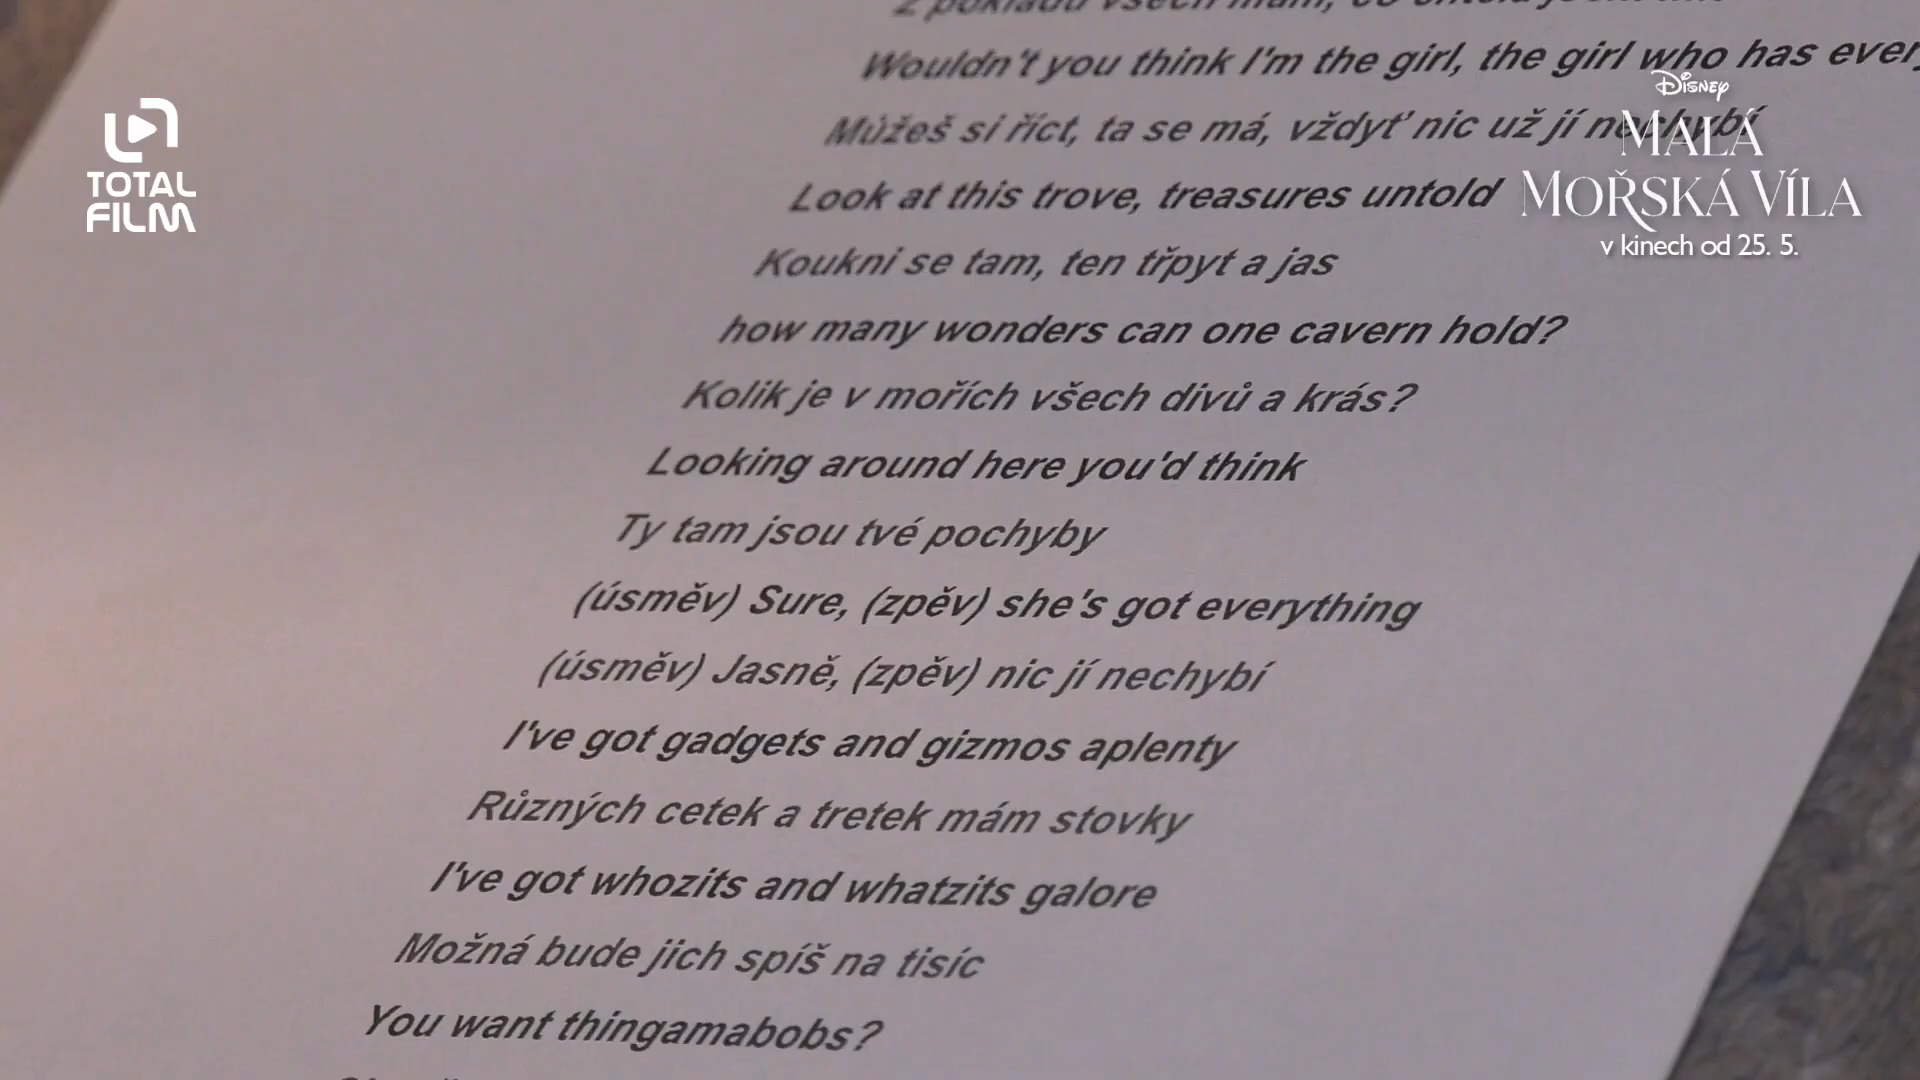 Wouldn't you think I'm the girl, the girl who has
Můžeš si říct, ta se má, vždyť nic už jí nechybí
Look at this trove, treasures untold
Koukni se tam, ten třpyt a jas
how many wonders can one cavern hold?
Kolik je v mořích všech divů a krás?
Looking around here you'd think
Ty tam jsou tvé pochyby
(úsměv) Sure, (zpěv) she's got everything
(úsměv) Jasně, (zpěv) nic jí nechybí
I've got gadgets and gizmos aplenty
Různých cetek a tretek mám stovky
I've got whozits and whatzits galore
Možná bude jich spíš na tisíc
You want thingamabobs?
TOTAL
FILM
Disney
MALÁ
MOŘSKÁ VÍLA
v kinech od 25. 5.